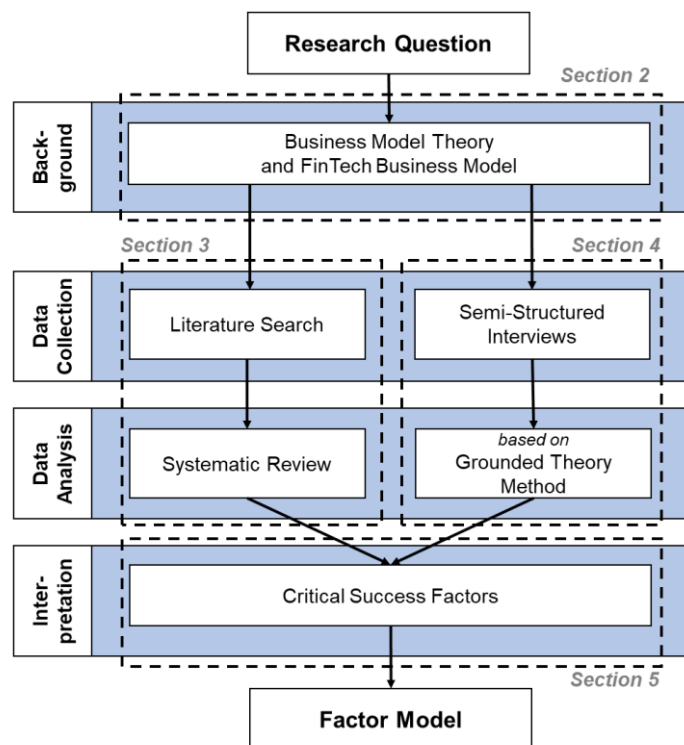 Research Question
Section 2
Back-
ground
Business Model Theory
and FinTech Business Model
Section 3
Section 4
Data
Collection
Literature Search
Semi-Structured
Interviews
Data
Analysis
Systematic Review
based on
Grounded Theory
Method
Inter-
pretation
Critical Success Factors
Section 5
Factor Model